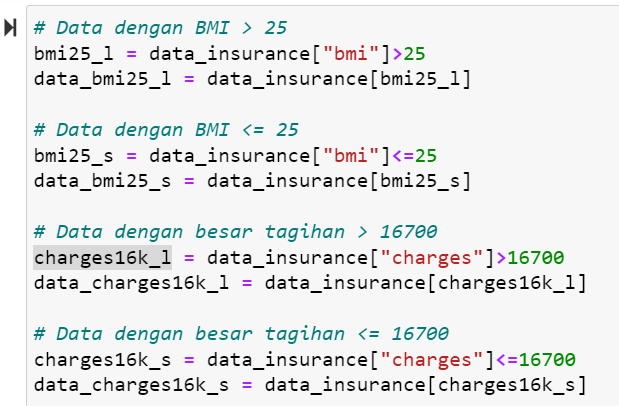 # Data dengan BMI > 25
bmi25_l = data_insurance["bmi"]>25
data_bmi25_l = data_insurance[bmi25_l]
# Data dengan BMI <= 25
bmi25_s = data_insurance["bmi"]<=25
data_bmi25_s = data_insurance[bmi25_s]
# Data dengan besar tagihan > 16700
charges16k_l = data_insurance["charges"]>16700
data_charges16k_l = data_insurance[charges16k_l]
# Data dengan besar tagihan <= 16700
charges16k_s = data_insurance["charges"]<=16700
data_charges16k_s = data_insurance[charges16k_s]